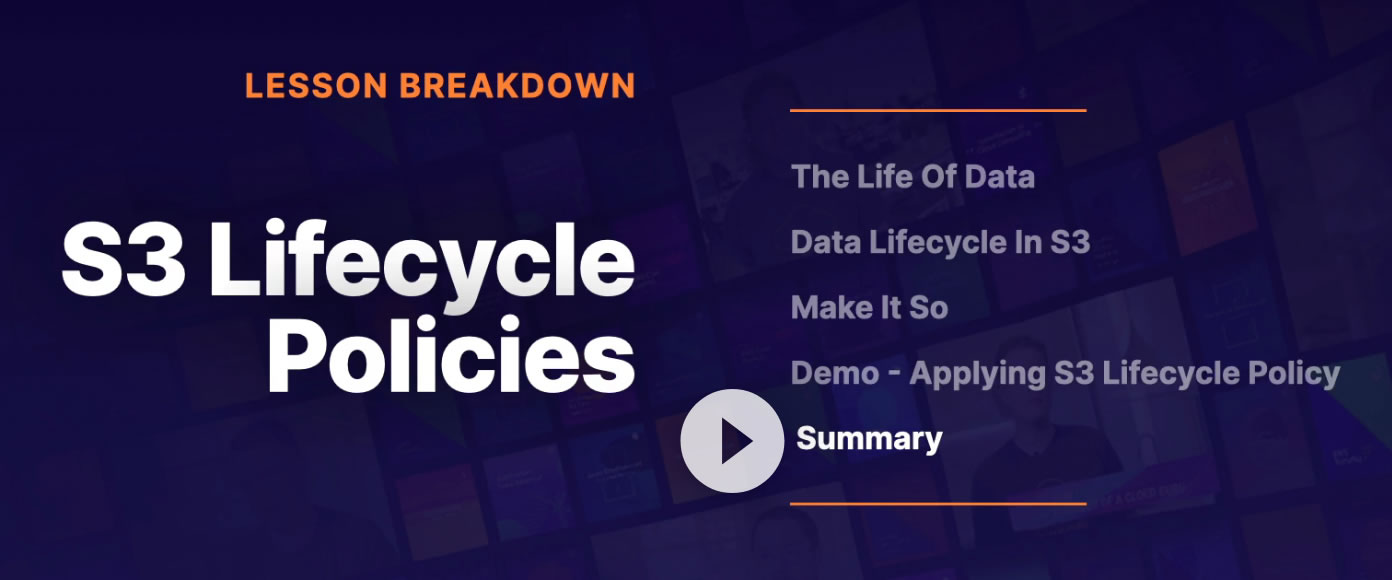 LESSON BREAKDOWN
S3 Lifecycle
Policies
The Life Of Data
Data Lifecycle In S3
Make It So
Demo - Applying S3 Lifecycle Policy
Summary